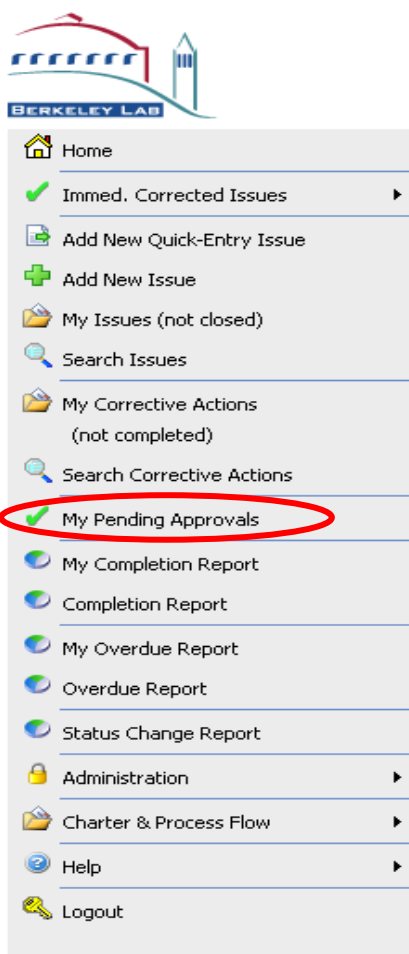 BERKELEY LAB
Home
Immed. Corrected Issues
Add New Quick-Entry Issue
Add New Issue
My Issues (not closed)
Search Issues
My Corrective Actions
(not completed)
Search Corrective Actions
My Pending Approvals
My Completion Report
Completion Report
My Overdue Report
Overdue Report
Status Change Report
Administration
Charter & Process Flow
Help
Logout